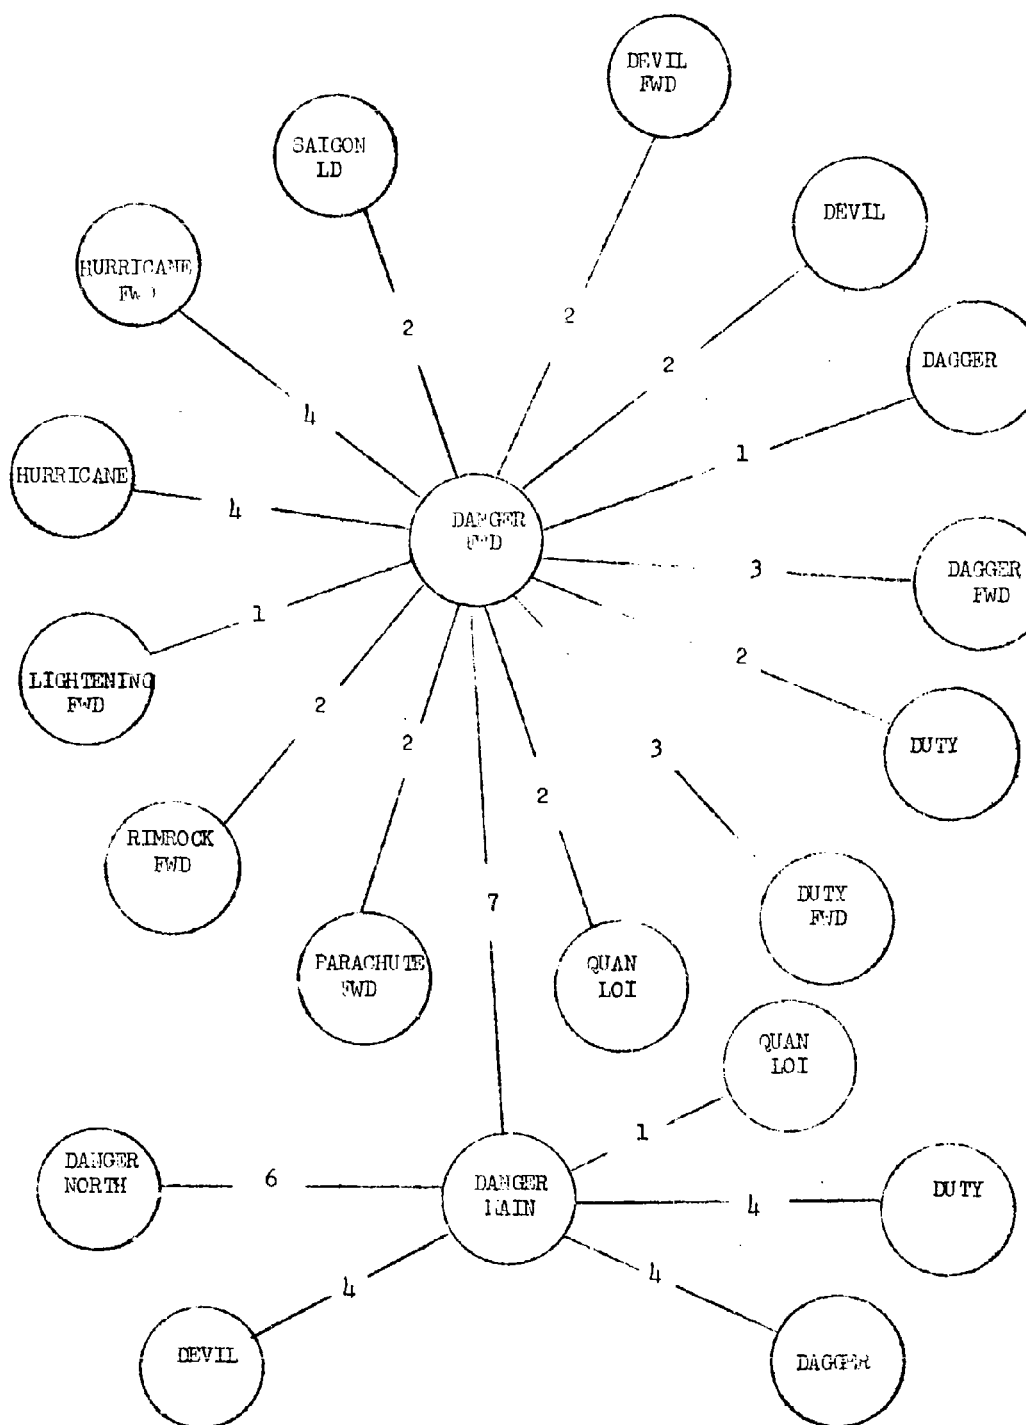 DEVIL
FWD
SAIGON
LD
DEVIL
HURRICANE
FWD
2
2
DAGGER
2
4
1
HURRICANE
4
DANGER
FWD
3
DAGGER
FWD
1
2
LIGHTENING
FWD
2
2
3
DUTY
2
RIMROCK
FWD
7
DUTY
FWD
PARACHUTE
FWD
QUAN
LOI
QUAN
LOI
1
DANGER
NORTH
6
DANGER
MAIN
4
DUTY
4
4
DEVIL
DAGGER